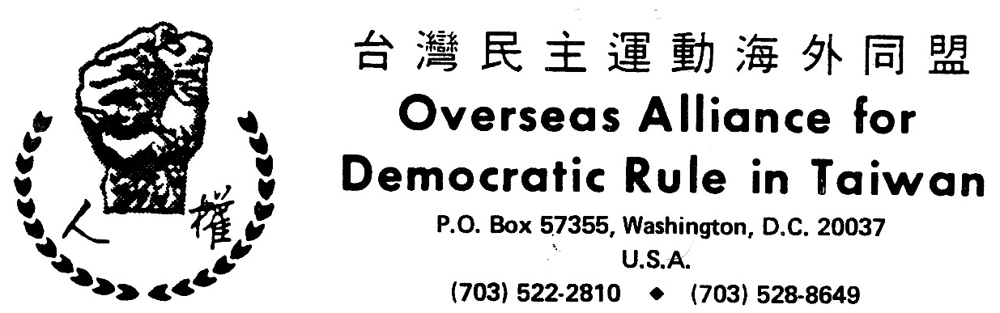 人權
台灣民主運動海外同盟
Overseas Alliance for
Democratic Rule in Taiwan
P.O. Box 57355, Washington, D.C. 20037
U.S.A.
(703) 522-2810 ◆ (703) 528-8649